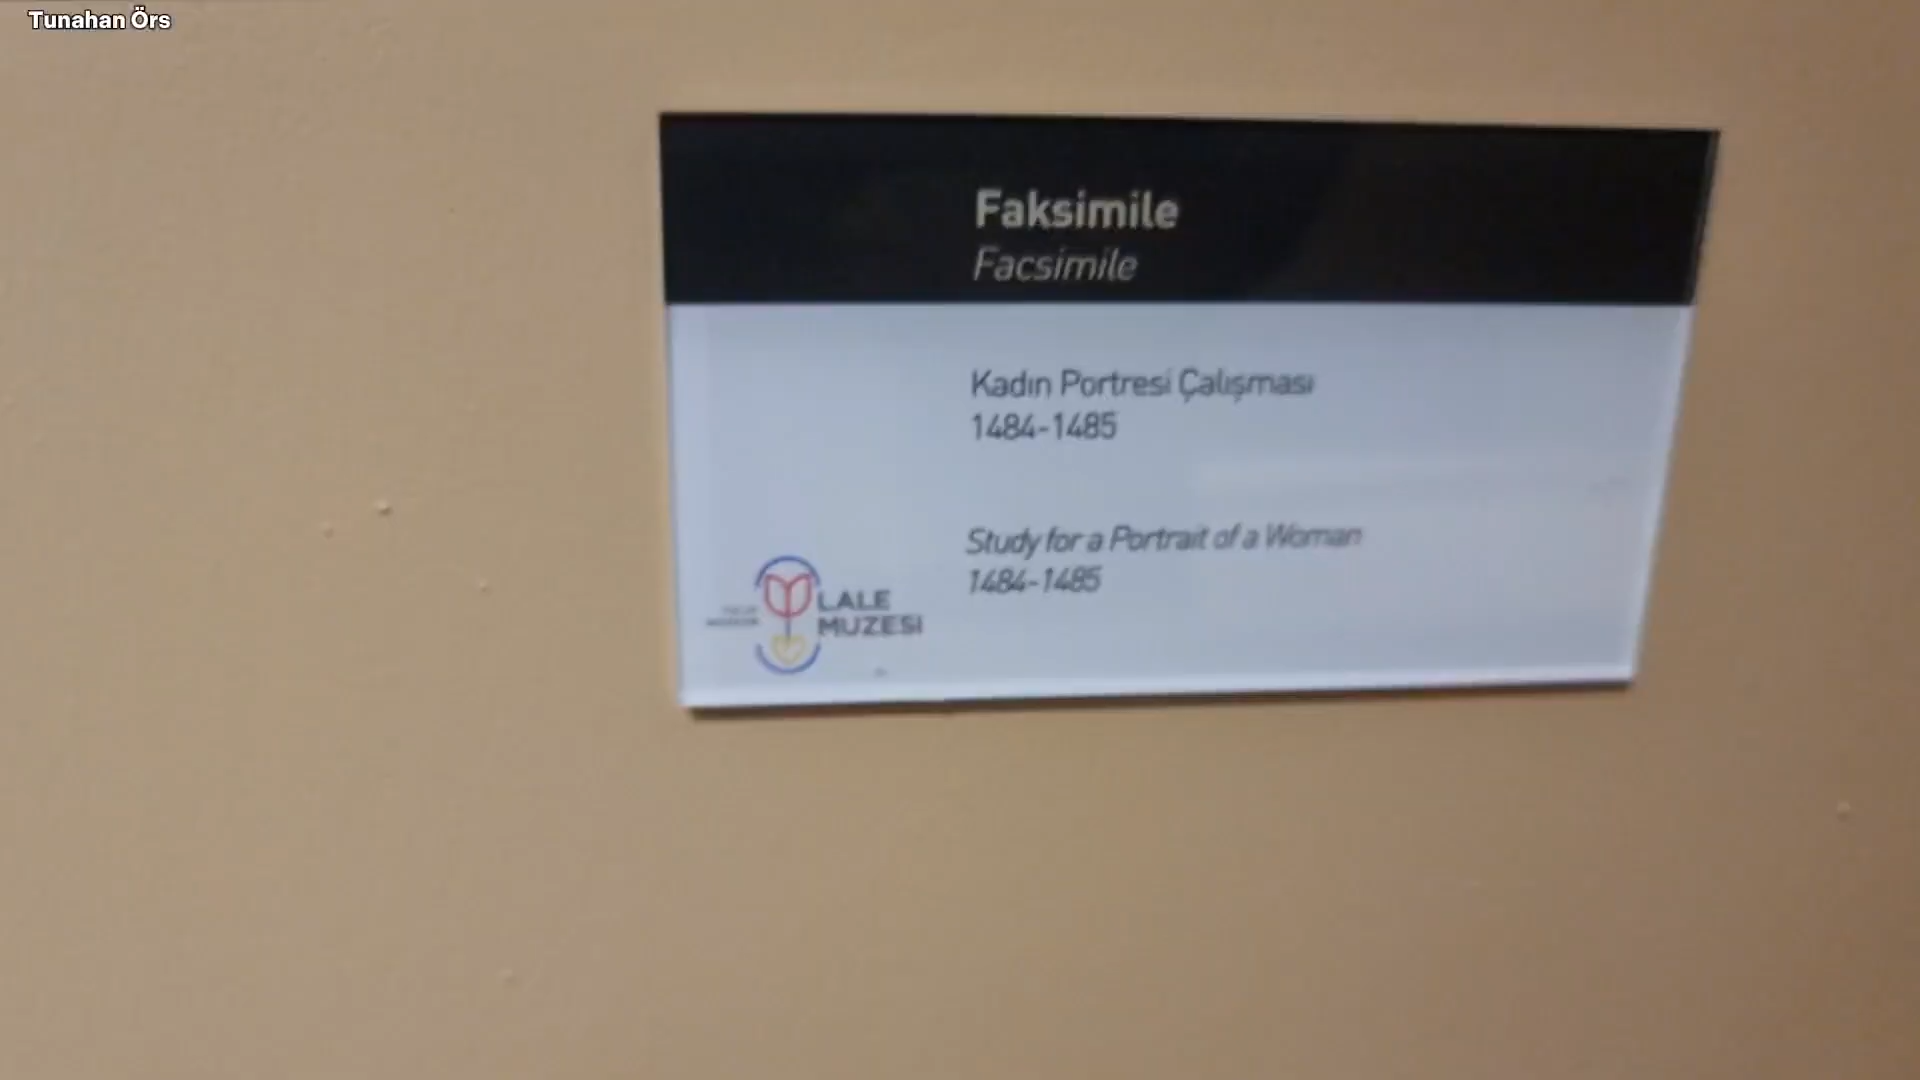 Tunahan Örs
Faksimile
Facsimile
Kadın Portresi Çalışması
1484-1485
Study for a Portrait of a Woman
1484-1485
LALE
MUZESI